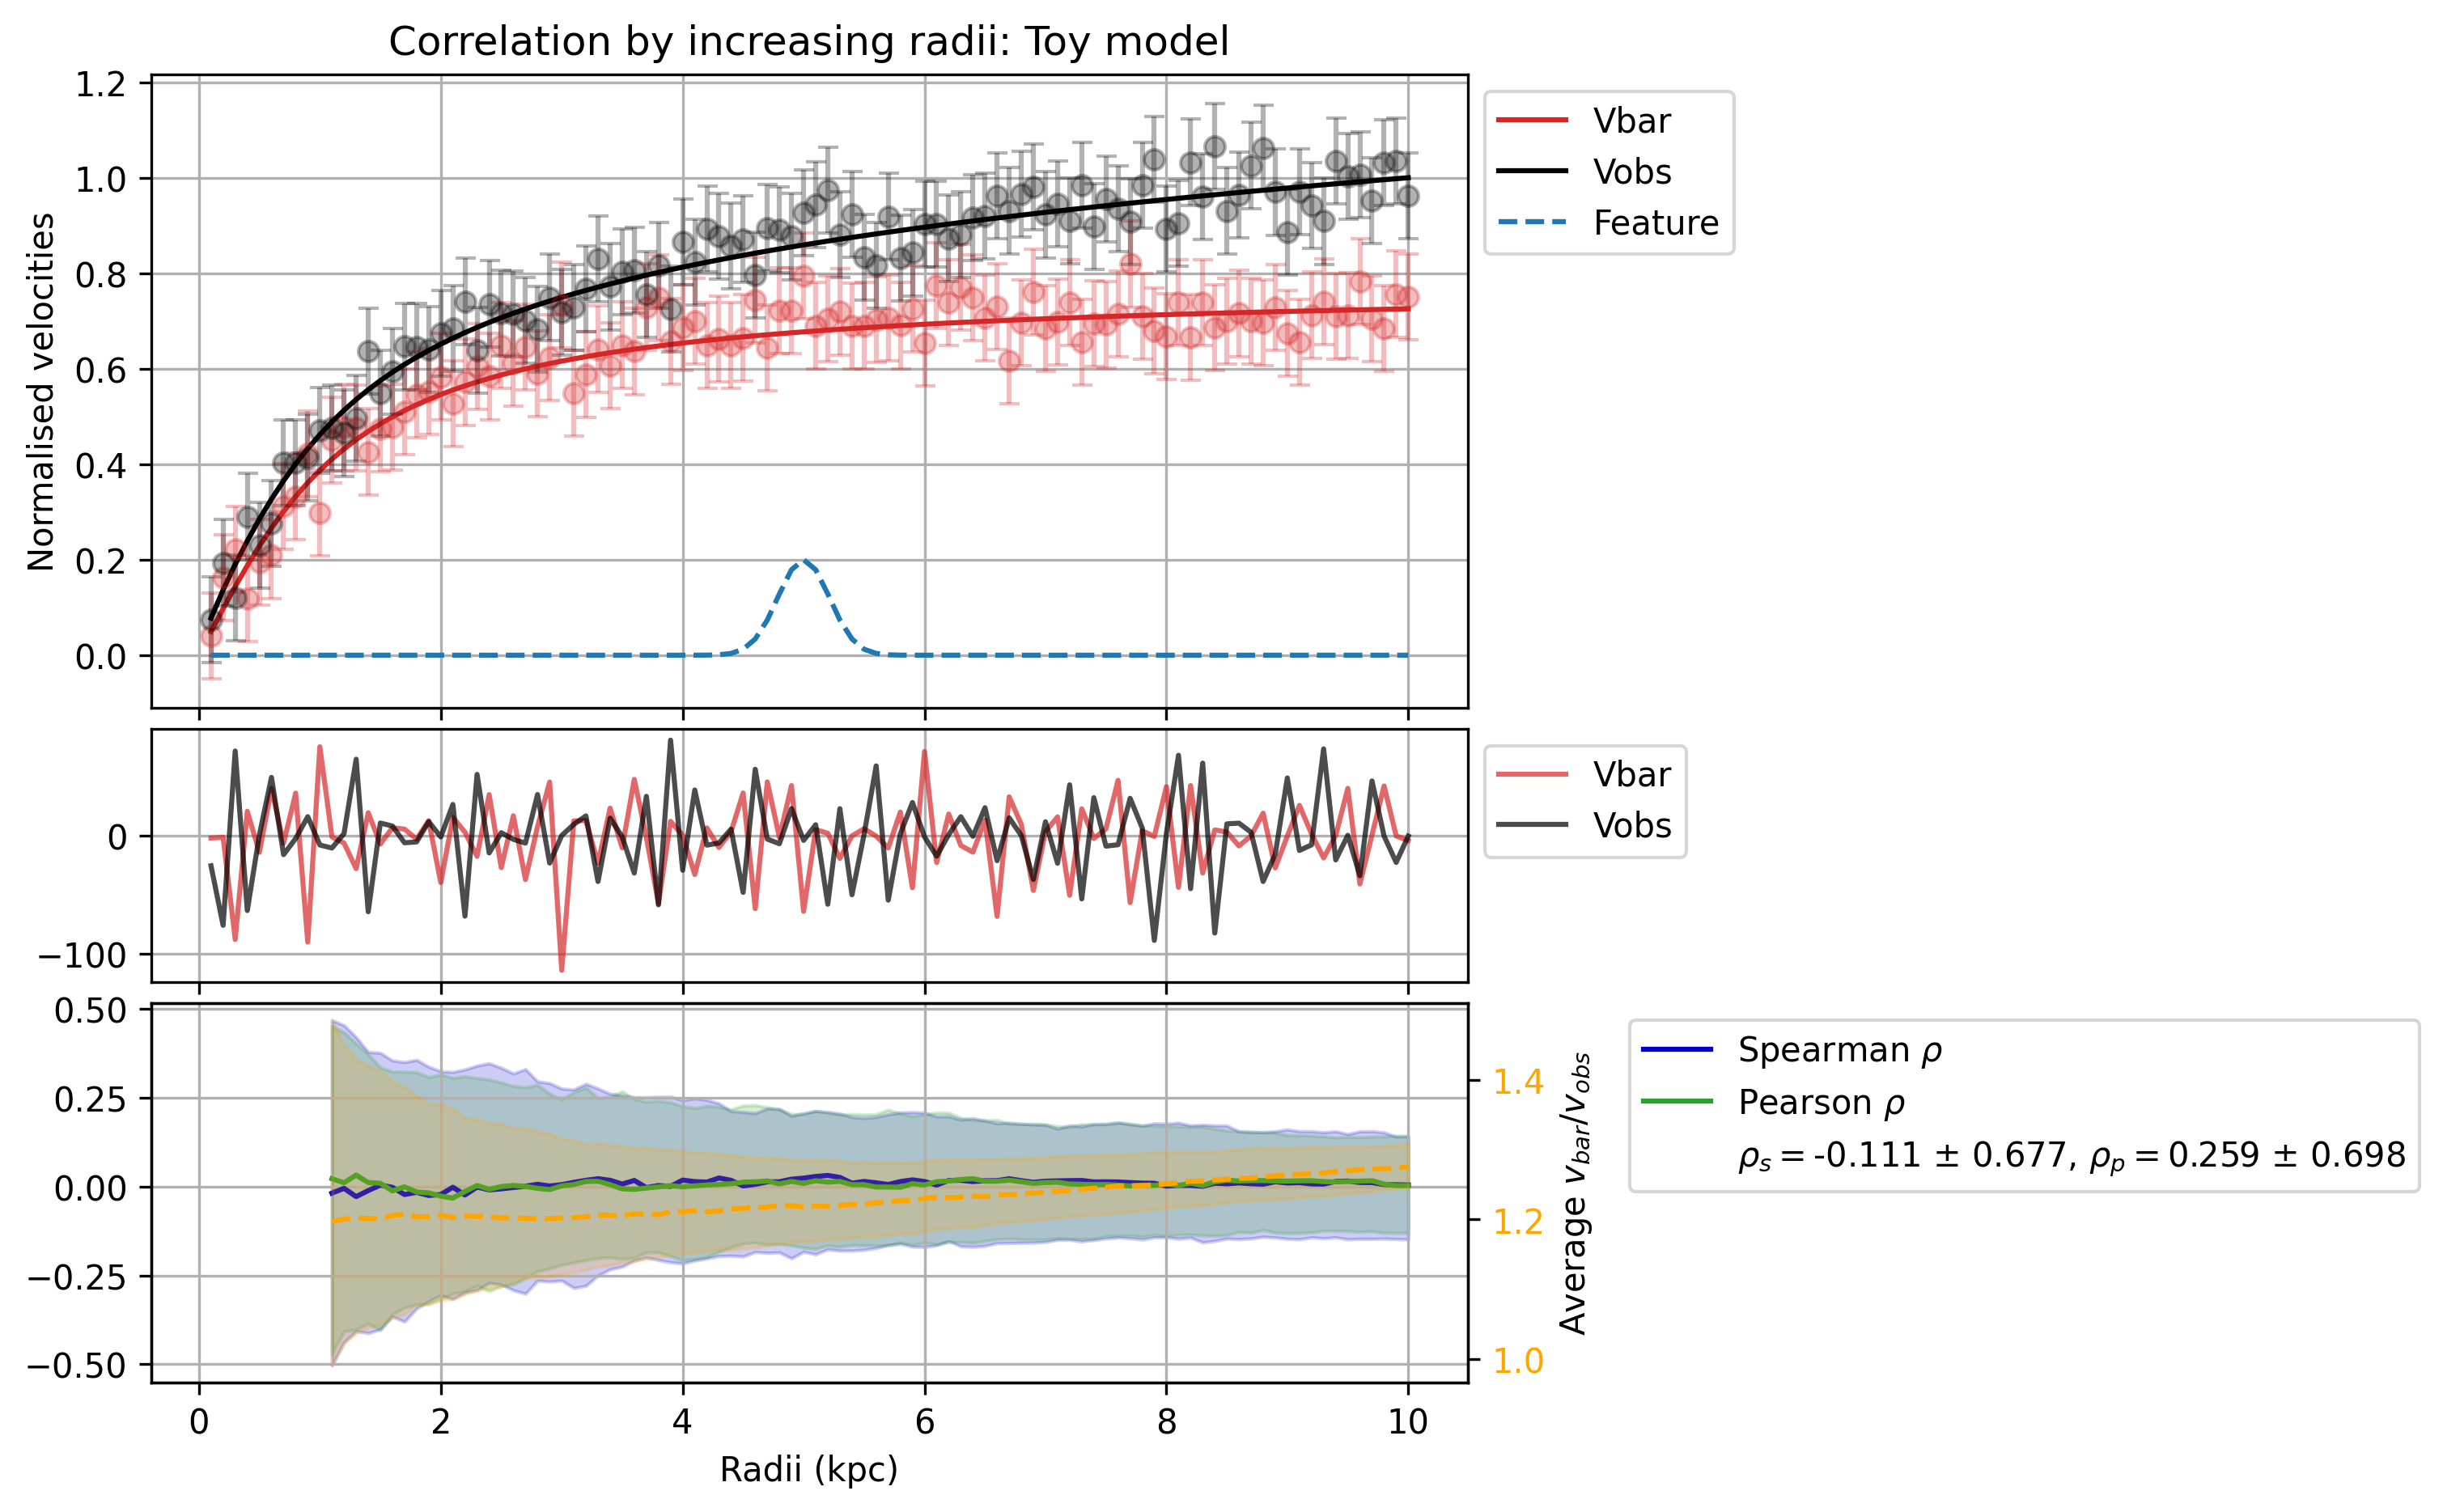 Correlation by increasing radii: Toy model
1.2
1.0
0.8
0.6
0.4
0.2
0.0
Normalised velocities
Vbar
Vobs
Feature
0
−100
Vbar
Vobs
0.50
0.25
0.00
−0.25
−0.50
1.4
1.2
1.0
Average v_bar/v_obs
Spearman ρ
Pearson ρ
ρ_s = -0.111 ± 0.677, ρ_p = 0.259 ± 0.698
0 2 4 6 8 10
Radii (kpc)